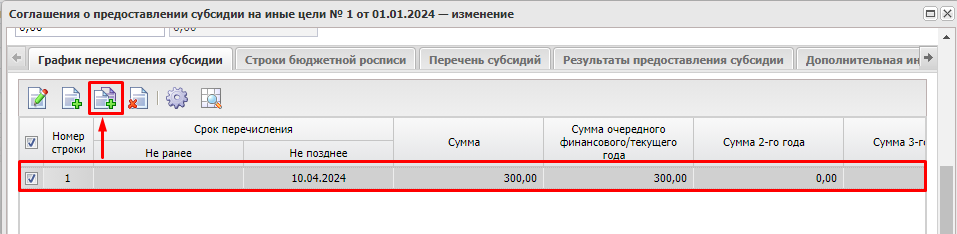 Соглашения о предоставлении субсидии на иные цели № 1 от 01.01.2024 — изменение
0,00 0,00
График перечисления субсидии Строки бюджетной росписи Перечень субсидий Результаты предоставления субсидии Дополнительная ин
Номер строки Срок перечисления Сумма Сумма очередного финансового/текущего года Сумма 2-го года Сумма 3-г
Не ранее Не позднее
1 10.04.2024 300,00 300,00 0,00